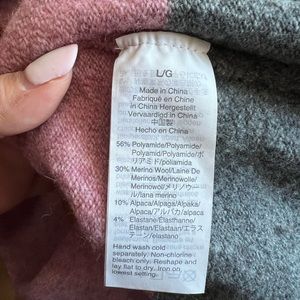 L/G
Made in China
Fabriqué en Chine
In China Hergestellt
Vervaardigd in China
中国製
Hecho en China
56% Polyamide/Polyamide/
Polyamid/Polyamide/ポリ
アミド/poliamida
30% Merino Wool/Laine De
Merinos/Merinowolle/
Merinowol/メリノウー
ル/lana merino
10% Alpaca/Alpaga/Alpaka/
Alpaca/アルパカ/alpaca
4% Elastane/Elasthanne/
Elastan/Elastaan/エラス
テーン/elastano
Hand wash cold
separately. Non-chlorine
bleach only. Reshape and
lay flat to dry. Iron on
lowest setting.